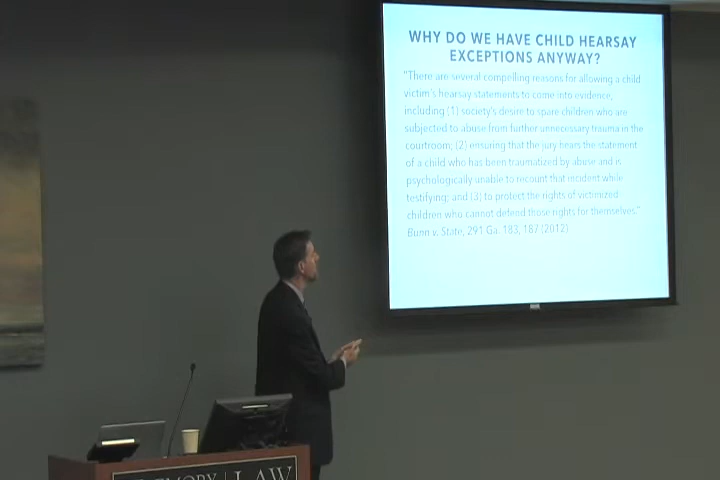 WHY DO WE HAVE CHILD HEARSAY
EXCEPTIONS ANYWAY?
"There are several compelling reasons for allowing a child
victim's hearsay statements to come into evidence,
including (1) society's desire to spare children who are
subjected to abuse from further unnecessary trauma in the
courtroom; (2) ensuring that the jury hears the statement
of a child who has been traumatized by abuse and is
psychologically unable to recount that incident while
testifying; and (3) to protect the rights of victimized
children who cannot defend those rights for themselves."
Bunn v. State, 291 Ga. 183, 187 (2012)
EMORY | LAW